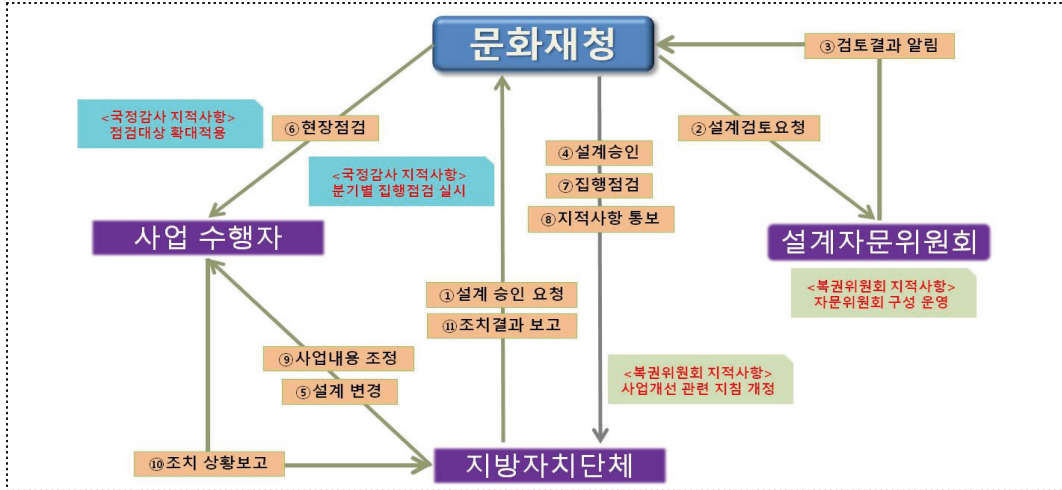 문화재청
③검토결과 알림
<국정감사 지적사항>
점검대상 확대적용
⑥현장점검
②설계검토요청
<국정감사 지적사항>
분기별 집행점검 실시
④설계승인
⑦집행점검
⑧지적사항 통보
사업 수행자
설계자문위원회
<복권위원회 지적사항>
자문위원회 구성 운영
①설계 승인 요청
⑪조치결과 보고
⑨사업내용 조정
⑤설계 변경
<복권위원회 지적사항>
사업개선 관련 지침 개정
⑩조치 상황보고
지방자치단체